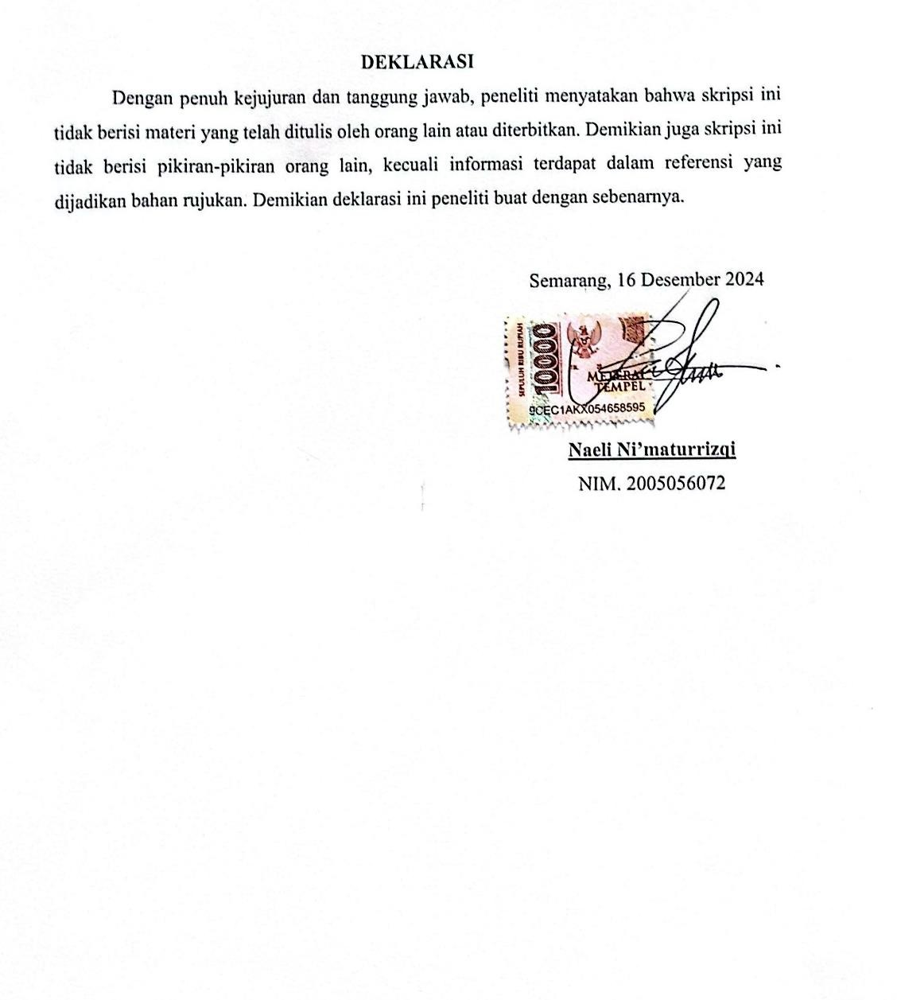 DEKLARASI
Dengan penuh kejujuran dan tanggung jawab, peneliti menyatakan bahwa skripsi ini
tidak berisi materi yang telah ditulis oleh orang lain atau diterbitkan. Demikian juga skripsi ini
tidak berisi pikiran-pikiran orang lain, kecuali informasi terdapat dalam referensi yang
dijadikan bahan rujukan. Demikian deklarasi ini peneliti buat dengan sebenarnya.
Semarang, 16 Desember 2024
SEPULUH RIBU RUPIAH
10000
METERAI
TEMPEL
9CEC1AKX054658595
Naeli Ni’maturrizqi
NIM. 2005056072